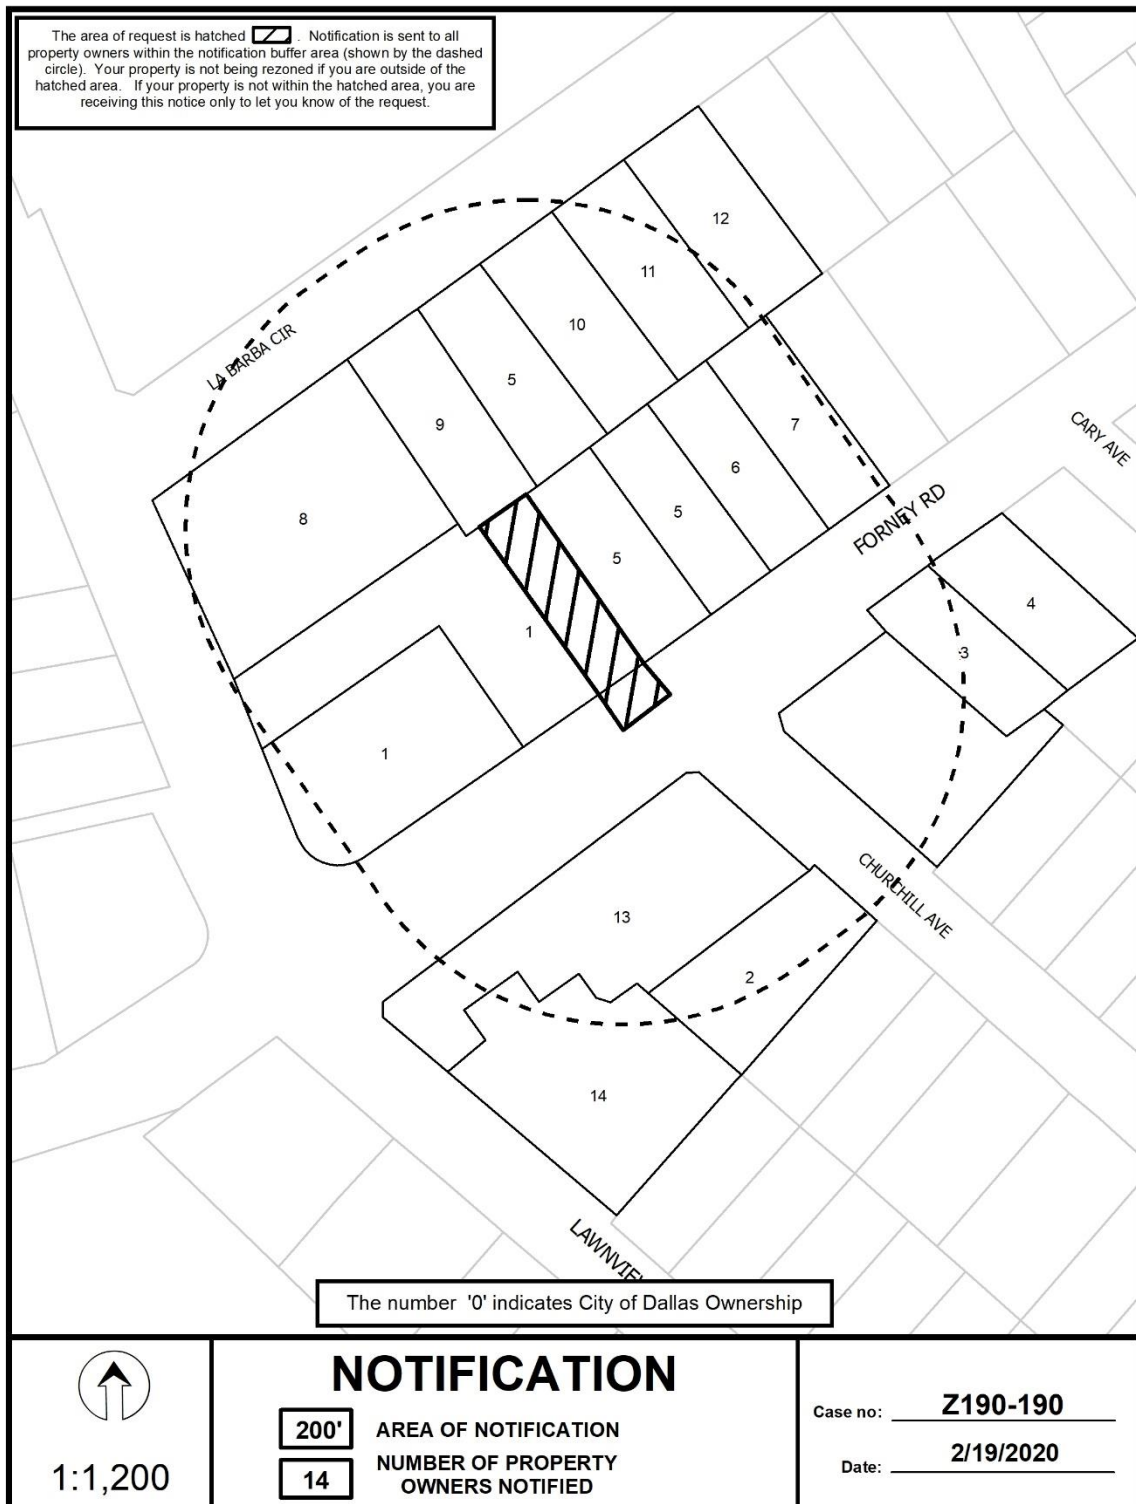 The area of request is hatched . Notification is sent to all
property owners within the notification buffer area (shown by the dashed
circle). Your property is not being rezoned if you are outside of the
hatched area. If your property is not within the hatched area, you are
receiving this notice only to let you know of the request.
12
11
10
LA BARBA CIR
5
9
7
CARY AVE
6
5
8
FORNEY RD
5
4
1
3
1
CHURCHILL AVE
13
2
14
The number '0' indicates City of Dallas Ownership
1:1,200
NOTIFICATION
200' AREA OF NOTIFICATION
14 NUMBER OF PROPERTY
OWNERS NOTIFIED
Case no: Z190-190
Date: 2/19/2020